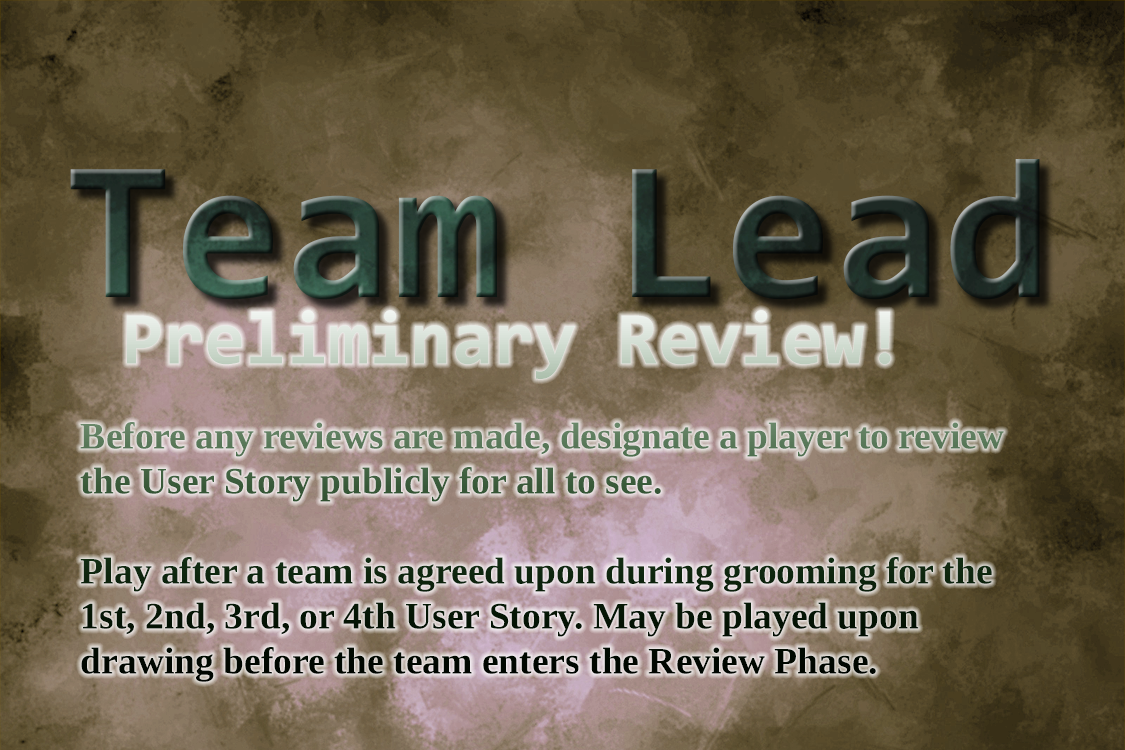 Team Lead
Preliminary Review!
Before any reviews are made, designate a player to review
the User Story publicly for all to see.
Play after a team is agreed upon during grooming for the
1st, 2nd, 3rd, or 4th User Story. May be played upon
drawing before the team enters the Review Phase.